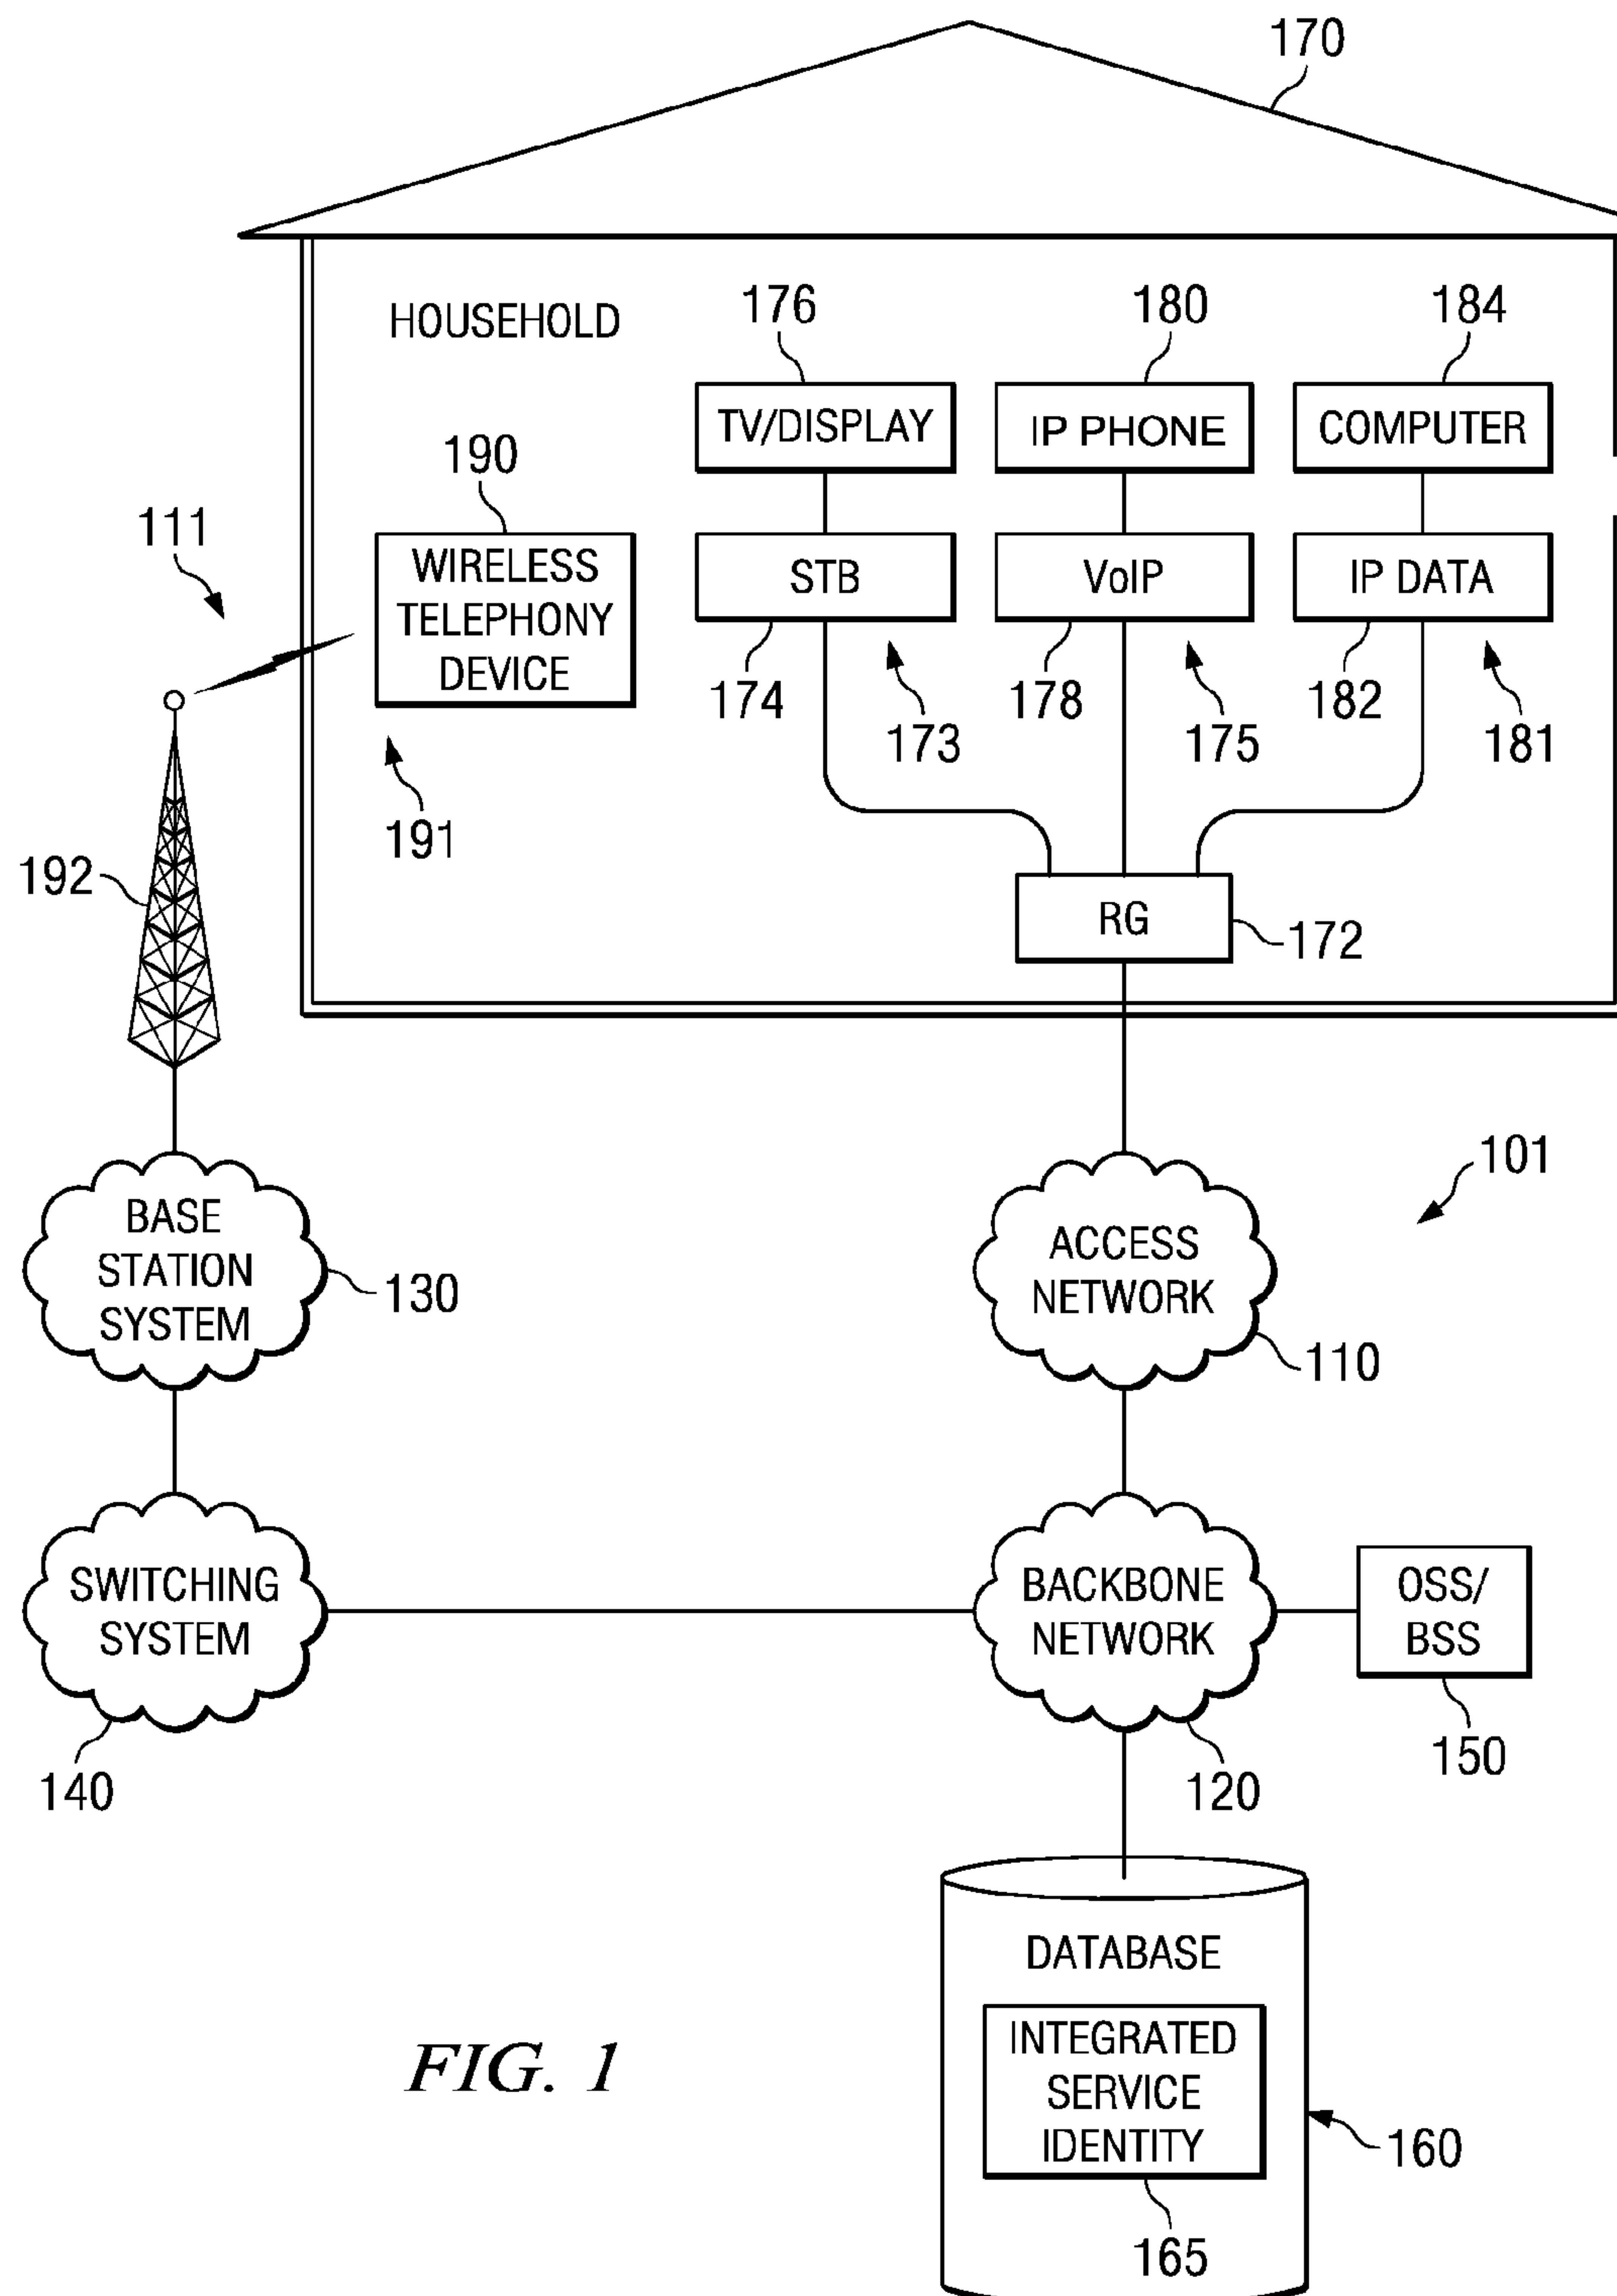 170
HOUSEHOLD
176
180
184
TV/DISPLAY
IP PHONE
COMPUTER
190
111
WIRELESS
TELEPHONY
DEVICE
STB
VoIP
IP DATA
174
173
178
175
182
181
191
192
RG
172
101
BASE
STATION
SYSTEM
130
ACCESS
NETWORK
110
SWITCHING
SYSTEM
140
BACKBONE
NETWORK
120
OSS/
BSS
150
DATABASE
INTEGRATED
SERVICE
IDENTITY
160
165
FIG. 1